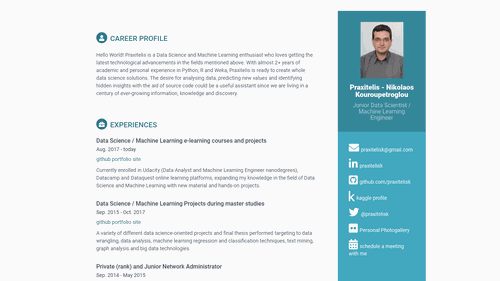 CAREER PROFILE
Hello World! Praxitelis is a Data Science and Machine Learning enthusiast who loves getting the
latest technological advancements in the fields mentioned above. With almost 2+ years of
academic and personal experience in Python, R and Weka, Praxitelis is ready to create whole
data science solutions. The desire for analysing data, predicting new values and identifying
hidden insights with the aid of source code could be a useful assistant since we are living in a
century of ever-growing information, knowledge and discovery.
EXPERIENCES
Data Science / Machine Learning e-learning courses and projects
Aug. 2017 - today
github portfolio site
Currently enrolled in Udacity (Data Analyst and Machine Learning Engineer nanodegress),
Datacamp and Dataquest online learning platforms, expanding my knowledge in the field of Data
Science and Machine Learning with new material and hands-on projects.
Data Science / Machine Learning Projects during master studies
Sep. 2015 - Oct. 2017
github portfolio site
A variety of different data science-oriented projects and final thesis performed targeting to data
wrangling, data analysis, machine learning regression and classification techniques, text mining,
graph analysis and big data technologies.
Private (rank) and Junior Network Administrator
Sep. 2014 - May 2015
Praxitelis - Nikolaos
Kouroupetroglou
Junior Data Scientist /
Machine Learning
Engineer
praxitelisk@gmail.com
praxitelisk
github.com/praxitelisk
kaggle profile
@praxitelisk
Personal Photogallery
schedule a meeting
with me